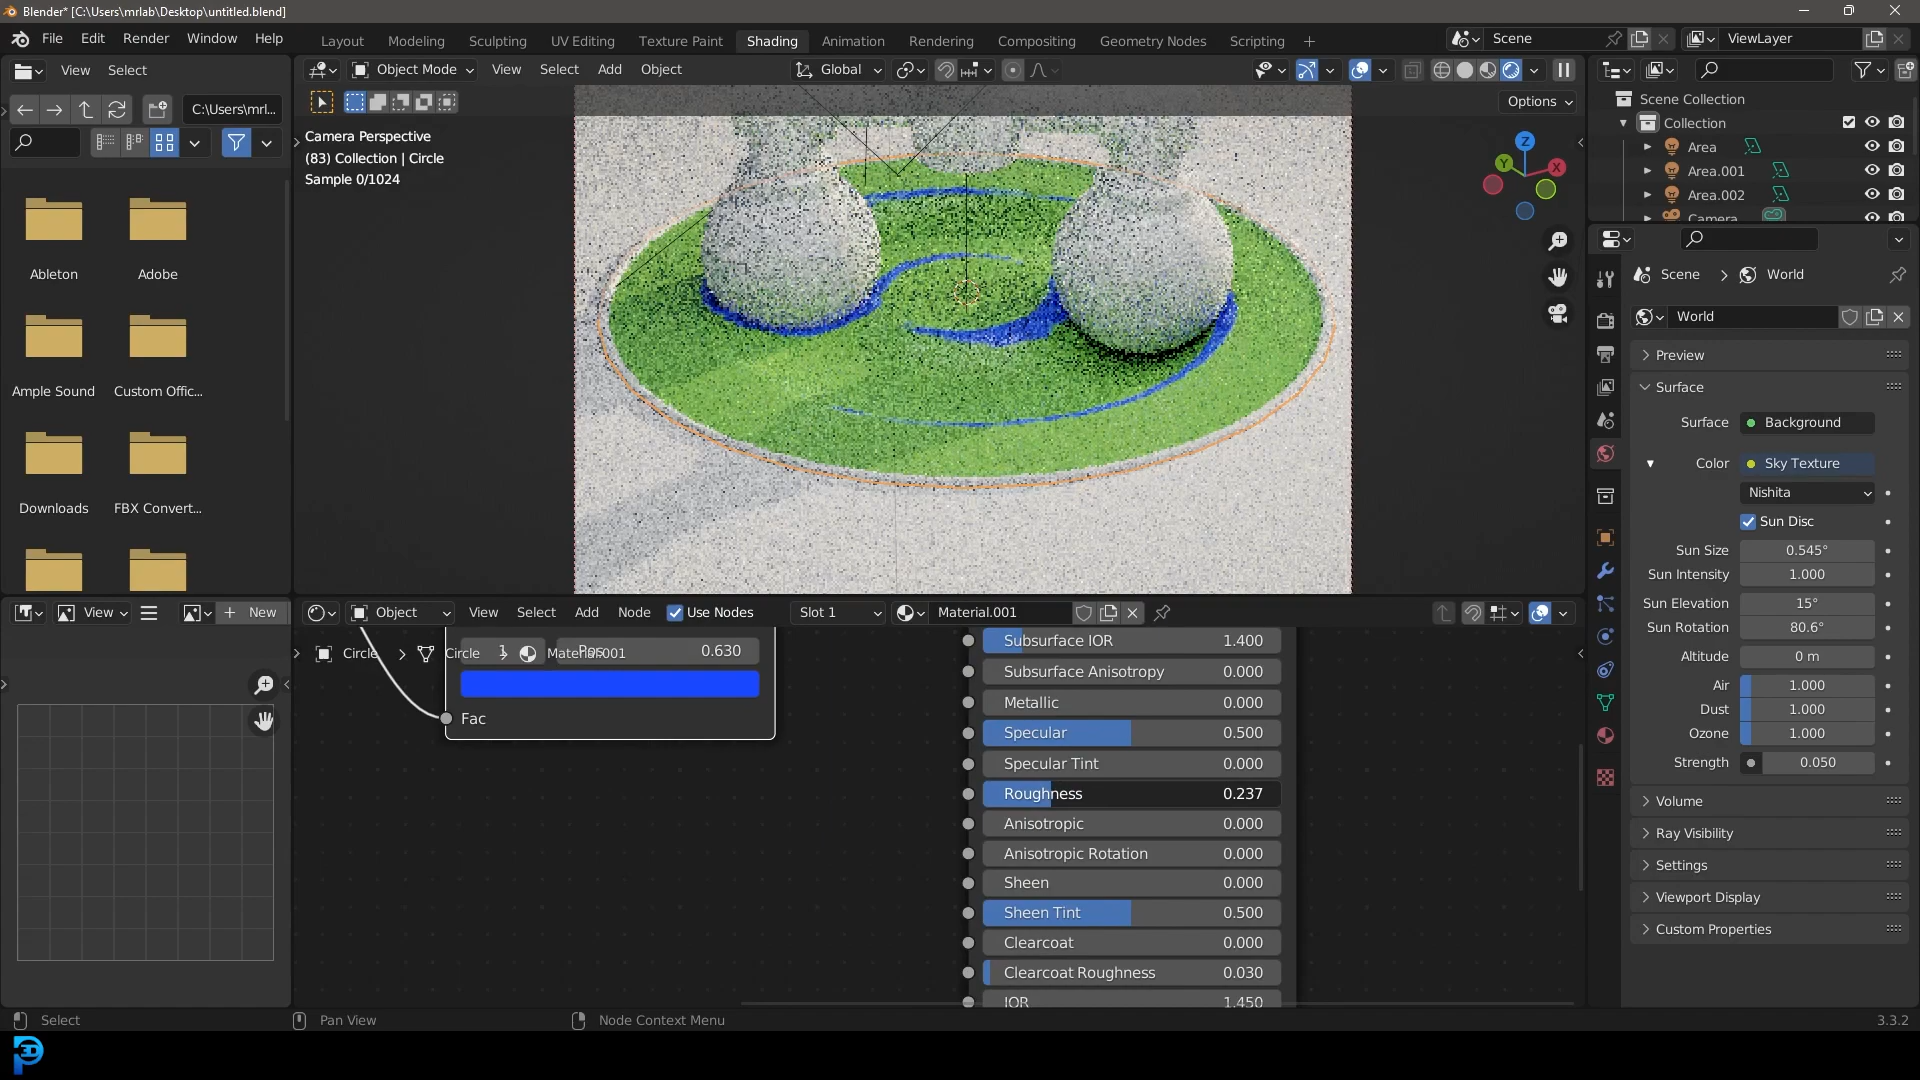 Blender* [C:\Users\mrlab\Desktop\untitled.blend]
File Edit Render Window Help
Layout Modeling Sculpting UV Editing Texture Paint Shading Animation Rendering Compositing Geometry Nodes Scripting +
Scene
ViewLayer
View Select
Object Mode View Select Add Object
Global
C:\Users\mrl...
Options
Scene Collection
Collection
Area
Area.001
Area.002
Camera
Camera Perspective
(83) Collection | Circle
Sample 0/1024
Z
Y
X
Ableton
Adobe
Ample Sound
Custom Offic...
Downloads
FBX Convert...
Scene > World
World
Preview
Surface
Surface Background
Color Sky Texture
Nishita
Sun Disc
Sun Size 0.545°
Sun Intensity 1.000
Sun Elevation 15°
Sun Rotation 80.6°
Altitude 0 m
Air 1.000
Dust 1.000
Ozone 1.000
Strength 0.050
Volume
Ray Visibility
Settings
Viewport Display
Custom Properties
View
+ New
Object View Select Add Node Use Nodes Slot 1 Material.001
Circle > Circle > Material.001
1 Pos 0.630
Fac
Subsurface IOR 1.400
Subsurface Anisotropy 0.000
Metallic 0.000
Specular 0.500
Specular Tint 0.000
Roughness 0.237
Anisotropic 0.000
Anisotropic Rotation 0.000
Sheen 0.000
Sheen Tint 0.500
Clearcoat 0.000
Clearcoat Roughness 0.030
IOR 1.450
Select
Pan View
Node Context Menu
3.3.2